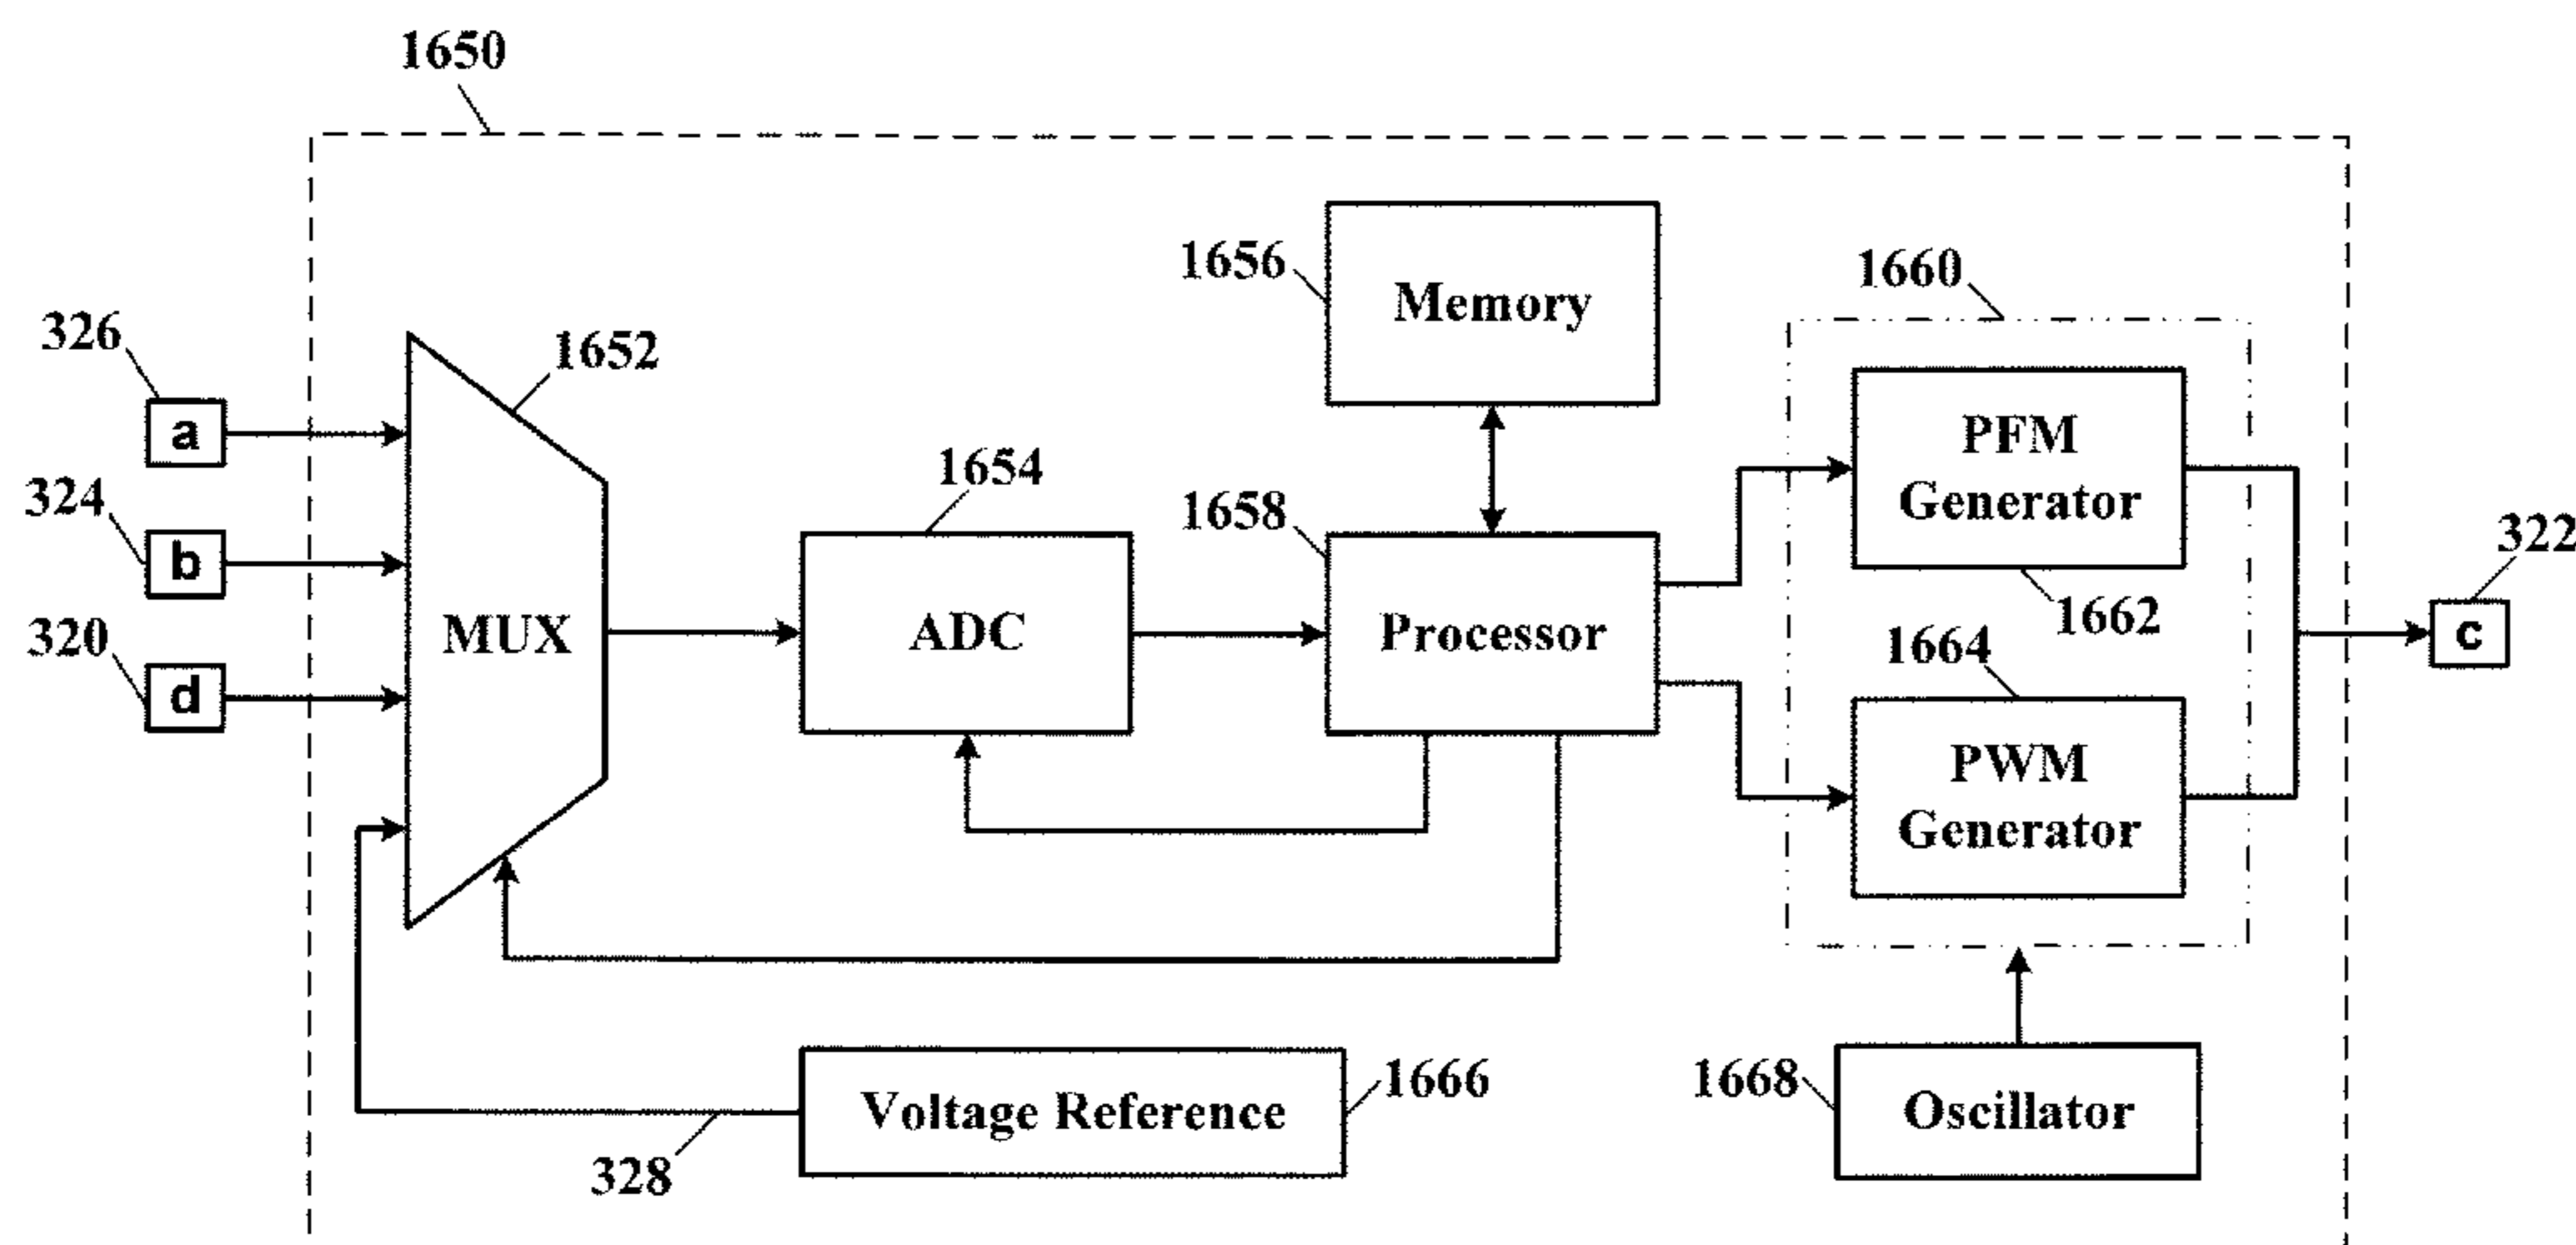 1650
1656
Memory
1660
326
a
1652
PFM
Generator
1662
324
b
1654
ADC
1658
Processor
322
c
320
d
MUX
1664
PWM
Generator
Voltage Reference
1666
328
1668
Oscillator